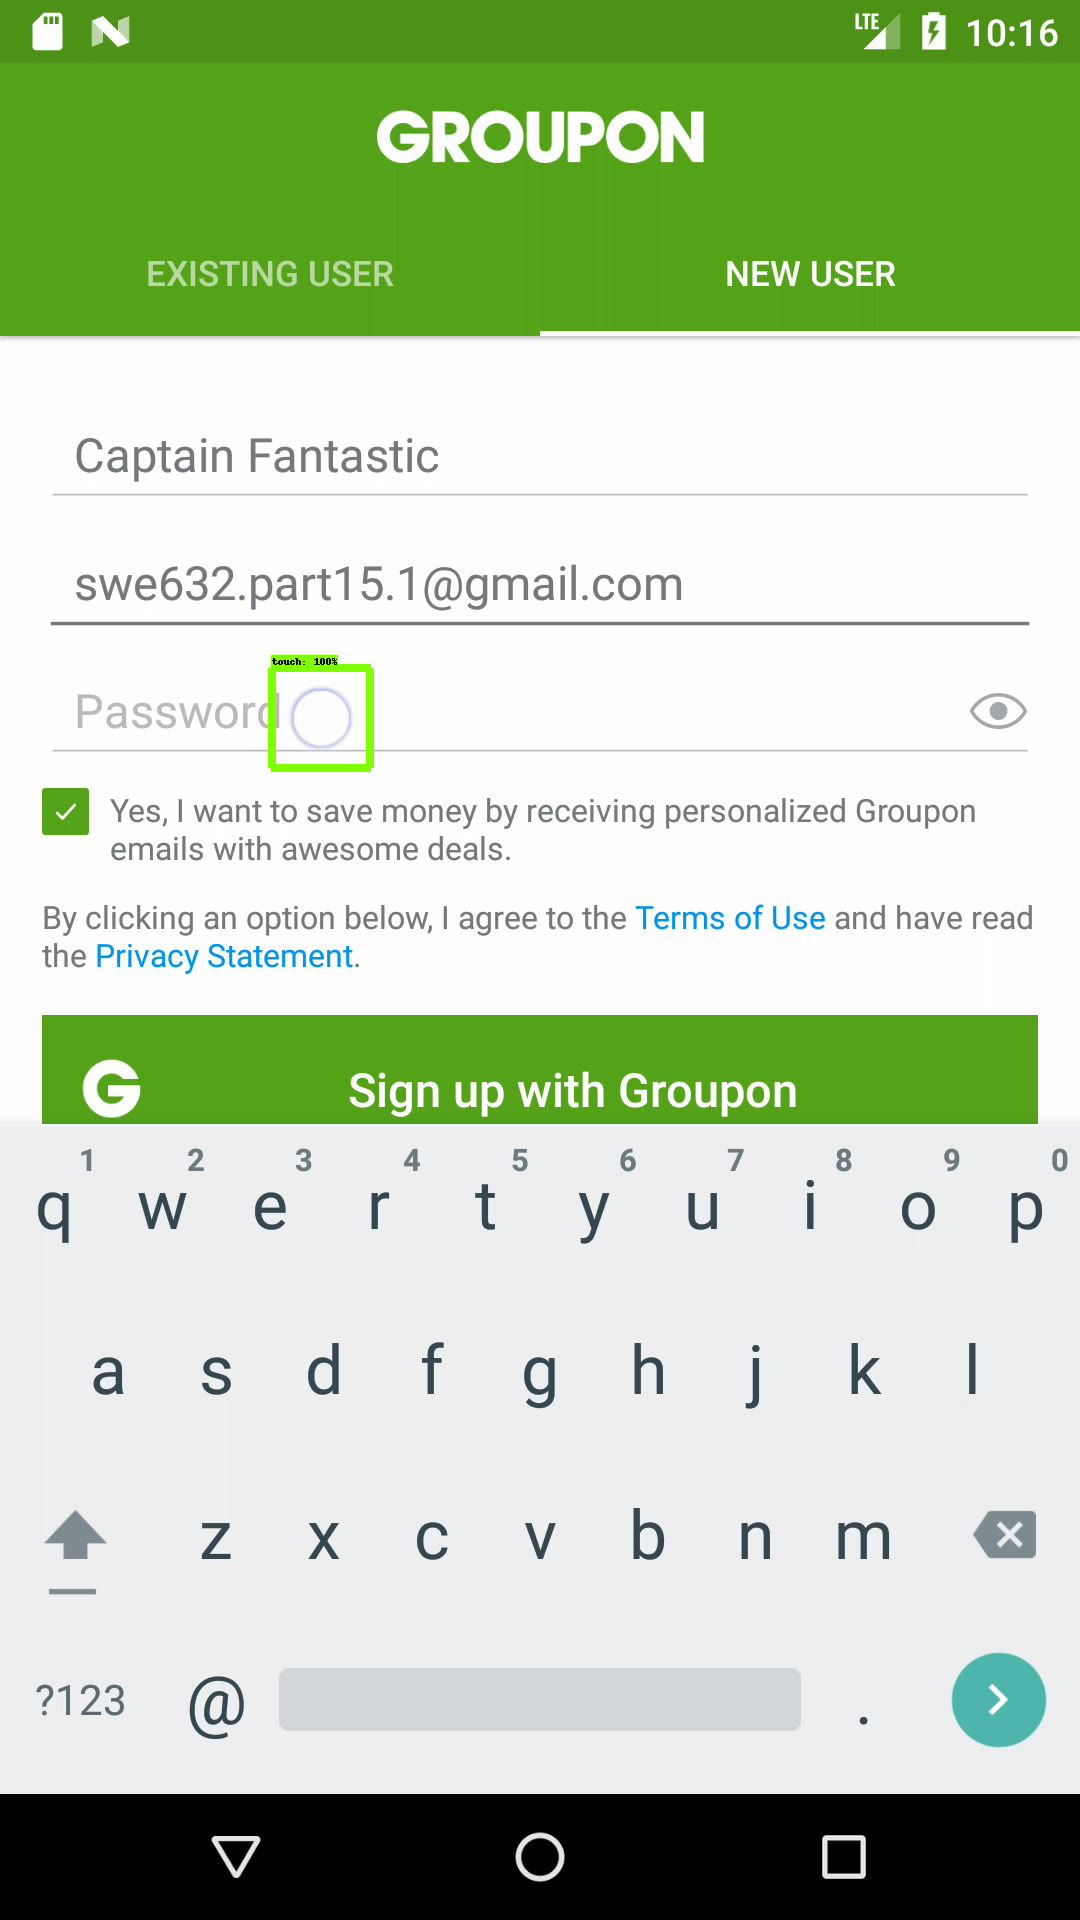 LTE 10:16
GROUPON
EXISTING USER NEW USER
Captain Fantastic
swe632.part15.1@gmail.com
touch: 100%
Password
Yes, I want to save money by receiving personalized Groupon
emails with awesome deals.
By clicking an option below, I agree to the Terms of Use and have read
the Privacy Statement.
G Sign up with Groupon
1 2 3 4 5 6 7 8 9 0
q w e r t y u i o p
a s d f g h j k l
z x c v b n m
?123 @ .